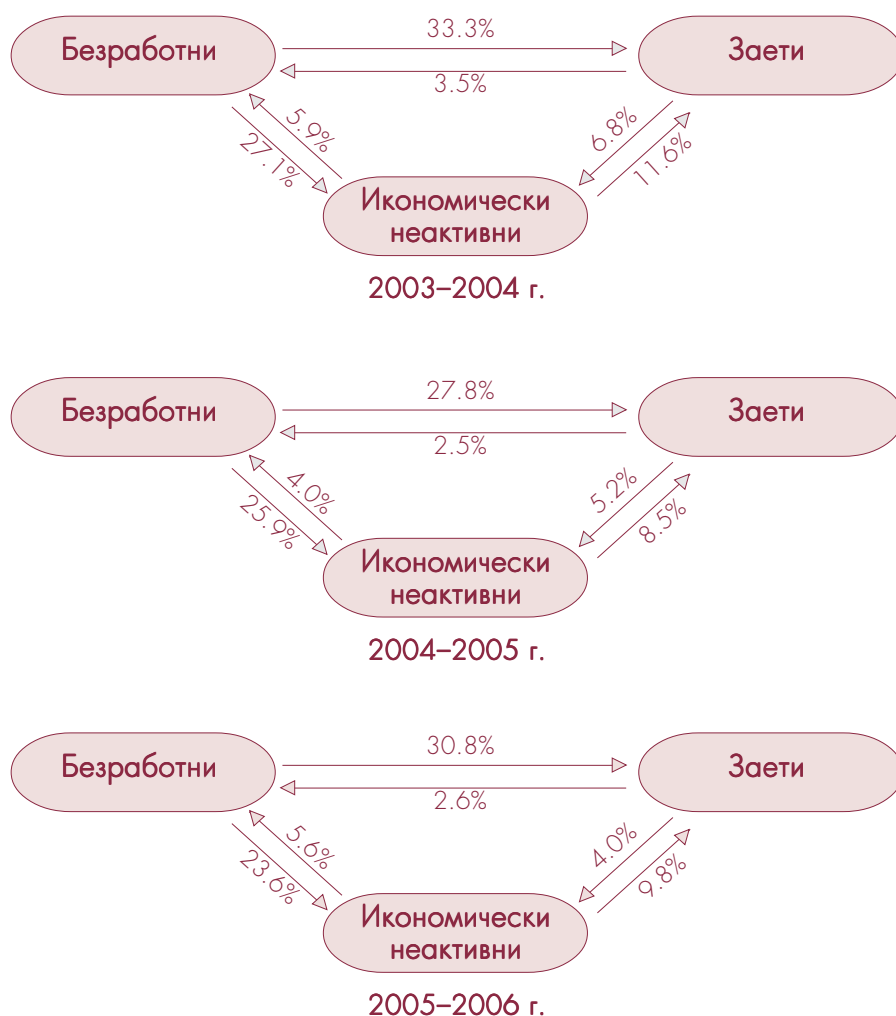 Безработни
33.3%
Заети
3.5%
5.9%
27.1%
6.8%
11.6%
Икономически
неактивни
2003–2004 г.
Безработни
27.8%
Заети
2.5%
4.0%
25.9%
5.2%
8.5%
Икономически
неактивни
2004–2005 г.
Безработни
30.8%
Заети
2.6%
5.6%
23.6%
4.0%
9.8%
Икономически
неактивни
2005–2006 г.